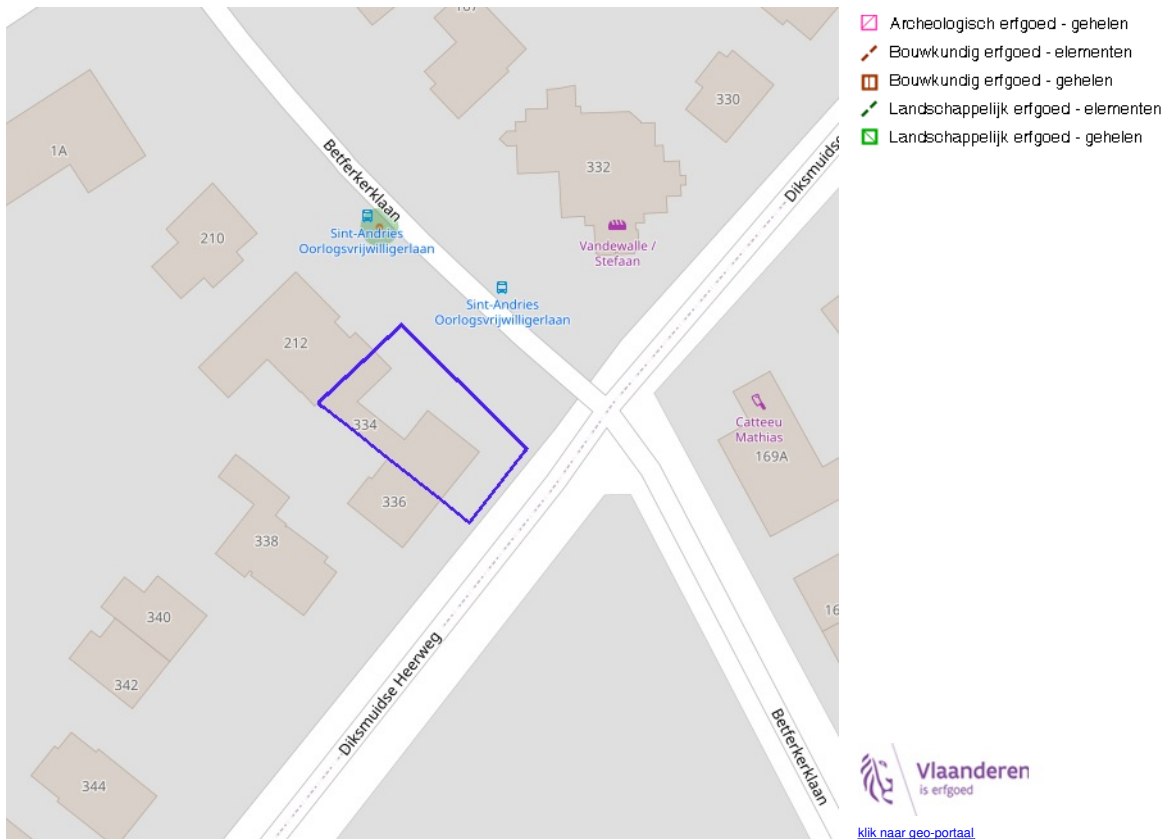 167
Archeologisch erfgoed - gehelen
Bouwkundig erfgoed - elementen
Bouwkundig erfgoed - gehelen
Landschappelijk erfgoed - elementen
Landschappelijk erfgoed - gehelen
330
1A
Betferkerklaan
332
Diksmuidse
Sint-Andries
Oorlogsvrijwilligerlaan
210
Vandewalle /
Stefaan
Sint-Andries
Oorlogsvrijwilligerlaan
212
334
Catteeu
Mathias
169A
336
338
340
16
342
Diksmuidse Heerweg
344
Betferkerklaan
Vlaanderen
is erfgoed
klik naar geo-portaal